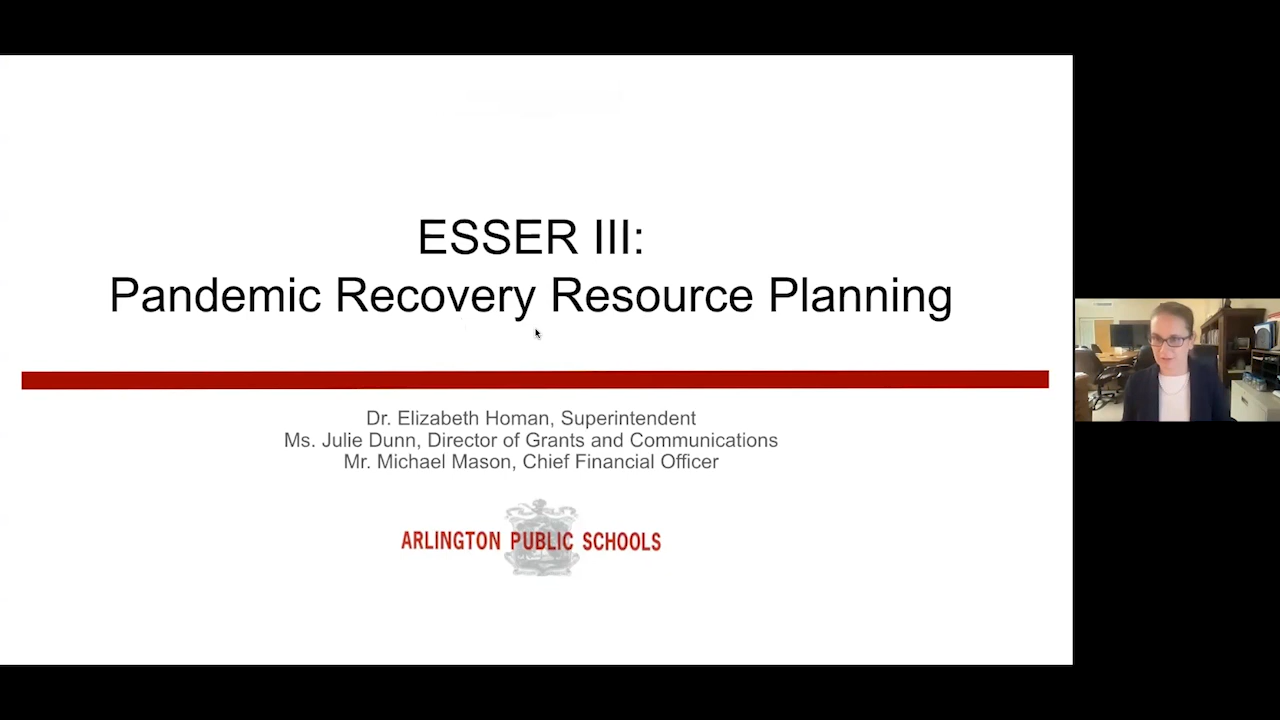 ESSER III:
Pandemic Recovery Resource Planning
Dr. Elizabeth Homan, Superintendent
Ms. Julie Dunn, Director of Grants and Communications
Mr. Michael Mason, Chief Financial Officer
ARLINGTON PUBLIC SCHOOLS